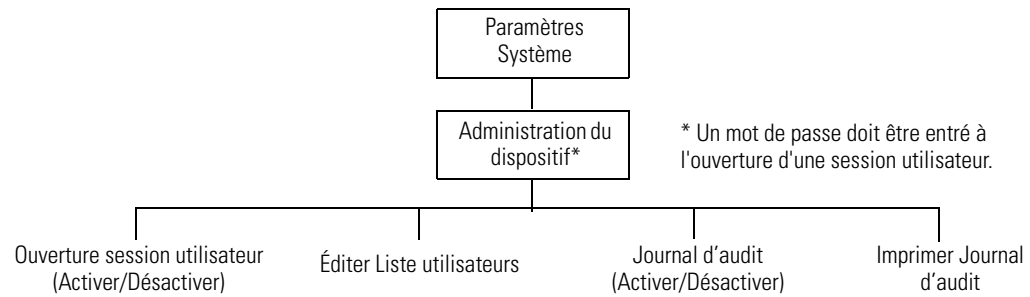 Paramètres
Système
Administration du
dispositif*
* Un mot de passe doit être entré à
l'ouverture d'une session utilisateur.
Ouverture session utilisateur
(Activer/Désactiver)
Éditer Liste utilisateurs
Journal d’audit
(Activer/Désactiver)
Imprimer Journal
d’audit